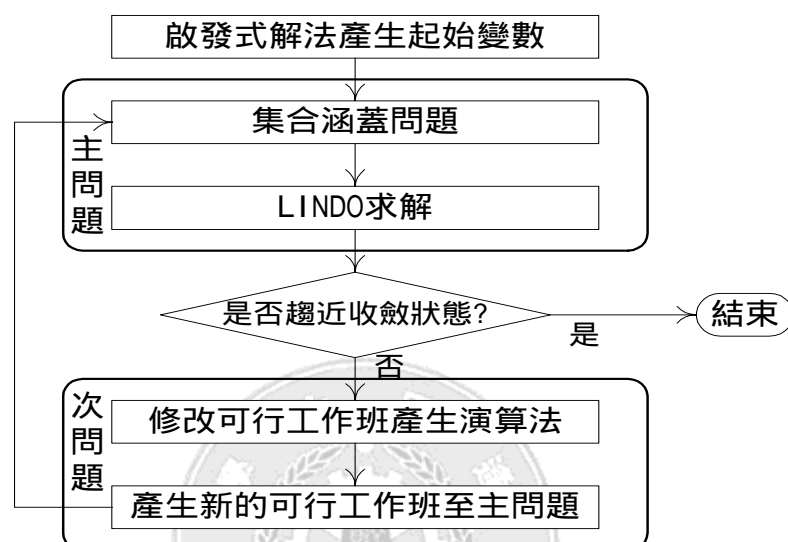 啟發式解法產生起始變數
主問題
集合涵蓋問題
LINDO求解
是否趨近收斂狀態?
是
結束
否
次問題
修改可行工作班產生演算法
產生新的可行工作班至主問題